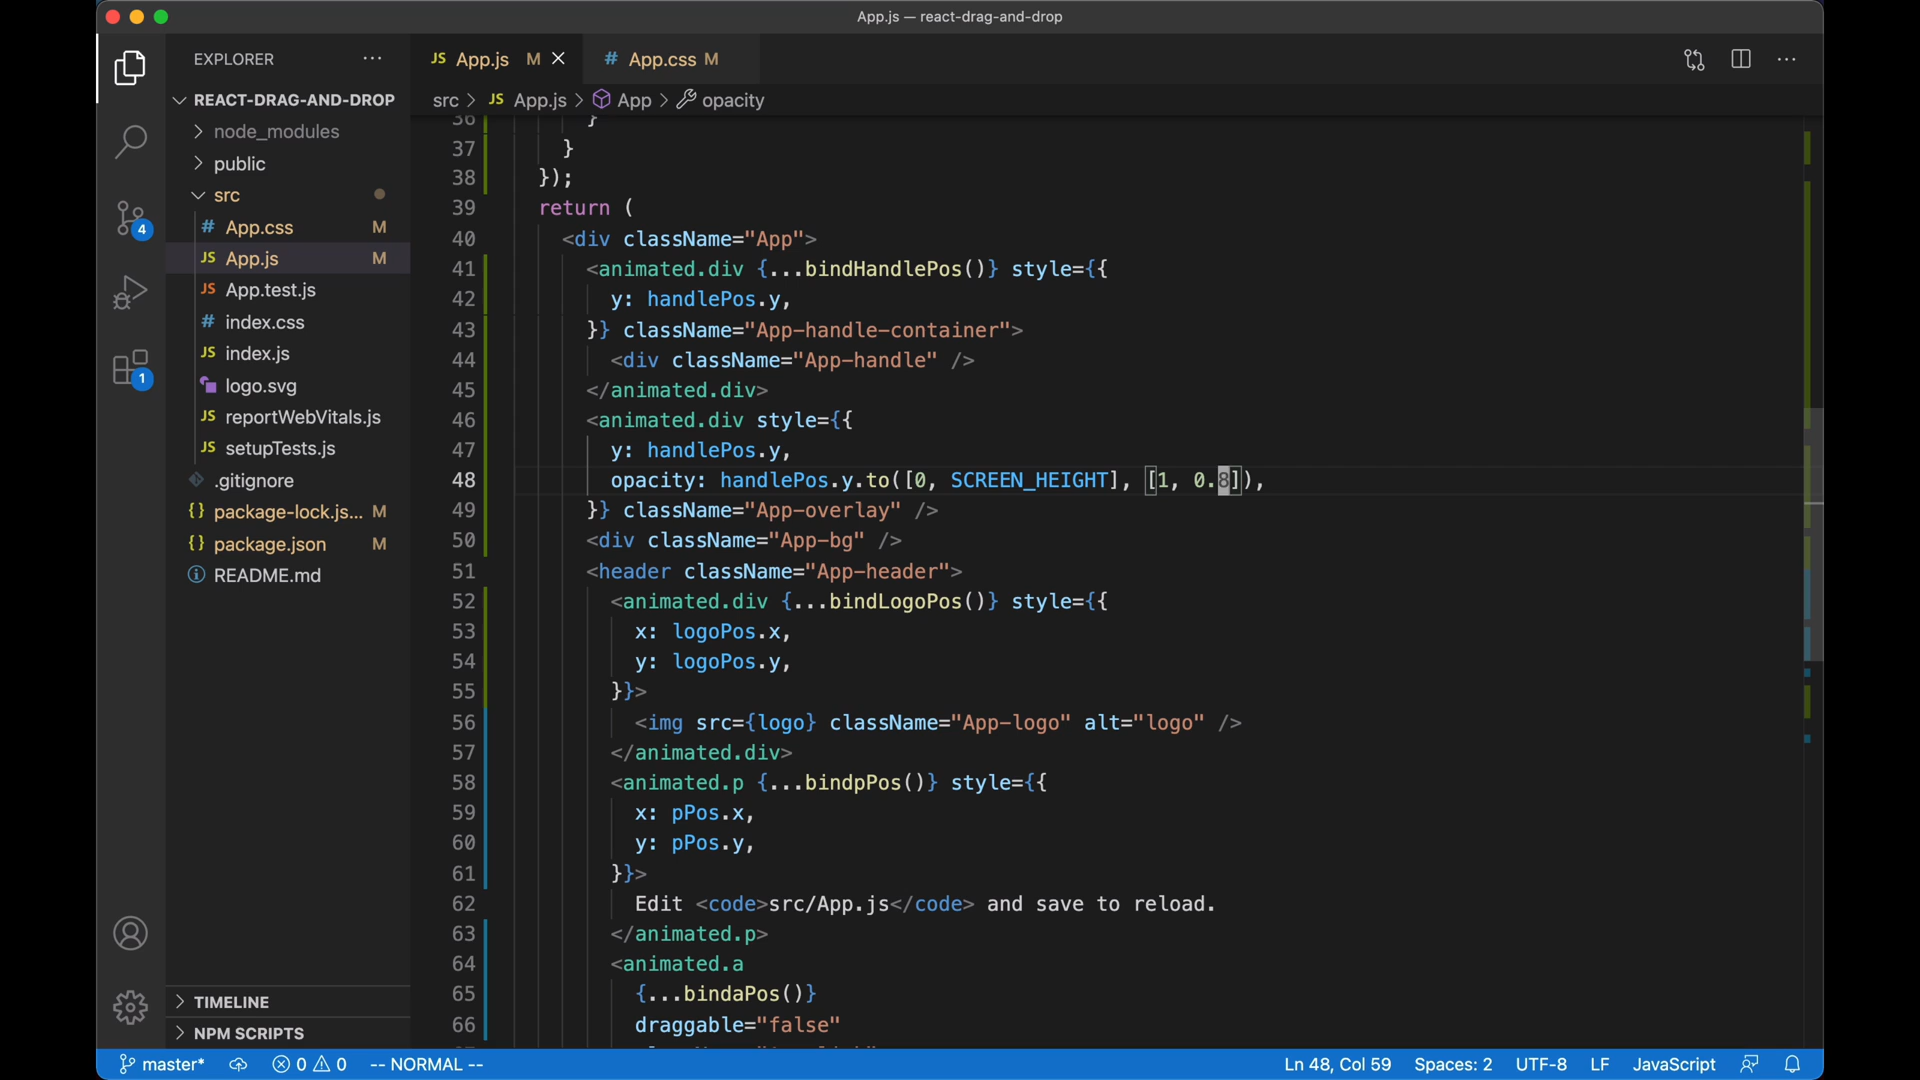 App.js — react-drag-and-drop
EXPLORER
JS App.js M
# App.css M
src > JS App.js > App > opacity
REACT-DRAG-AND-DROP
node_modules
public
src
# App.css M
JS App.js M
JS App.test.js
# index.css
JS index.js
logo.svg
JS reportWebVitals.js
JS setupTests.js
.gitignore
{} package-lock.js... M
{} package.json M
README.md
4
1
TIMELINE
NPM SCRIPTS
36 }
37 }
38 });
39 return (
40 <div className="App">
41 <animated.div {...bindHandlePos()} style={{
42 y: handlePos.y,
43 }} className="App-handle-container">
44 <div className="App-handle" />
45 </animated.div>
46 <animated.div style={{
47 y: handlePos.y,
48 opacity: handlePos.y.to([0, SCREEN_HEIGHT], [1, 0.8]),
49 }} className="App-overlay" />
50 <div className="App-bg" />
51 <header className="App-header">
52 <animated.div {...bindLogoPos()} style={{
53 x: logoPos.x,
54 y: logoPos.y,
55 }}>
56 <img src={logo} className="App-logo" alt="logo" />
57 </animated.div>
58 <animated.p {...bindpPos()} style={{
59 x: pPos.x,
60 y: pPos.y,
61 }}>
62 Edit <code>src/App.js</code> and save to reload.
63 </animated.p>
64 <animated.a
65 {...bindaPos()}
66 draggable="false"
master* 0 0 -- NORMAL -- Ln 48, Col 59 Spaces: 2 UTF-8 LF JavaScript